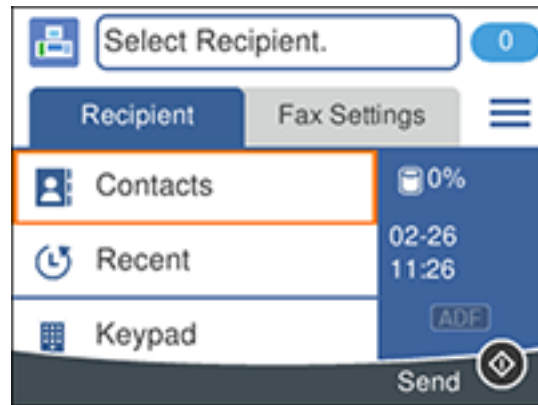 Select Recipient.
0
Recipient
Fax Settings
Contacts
0%
Recent
02-26
11:26
Keypad
ADF
Send